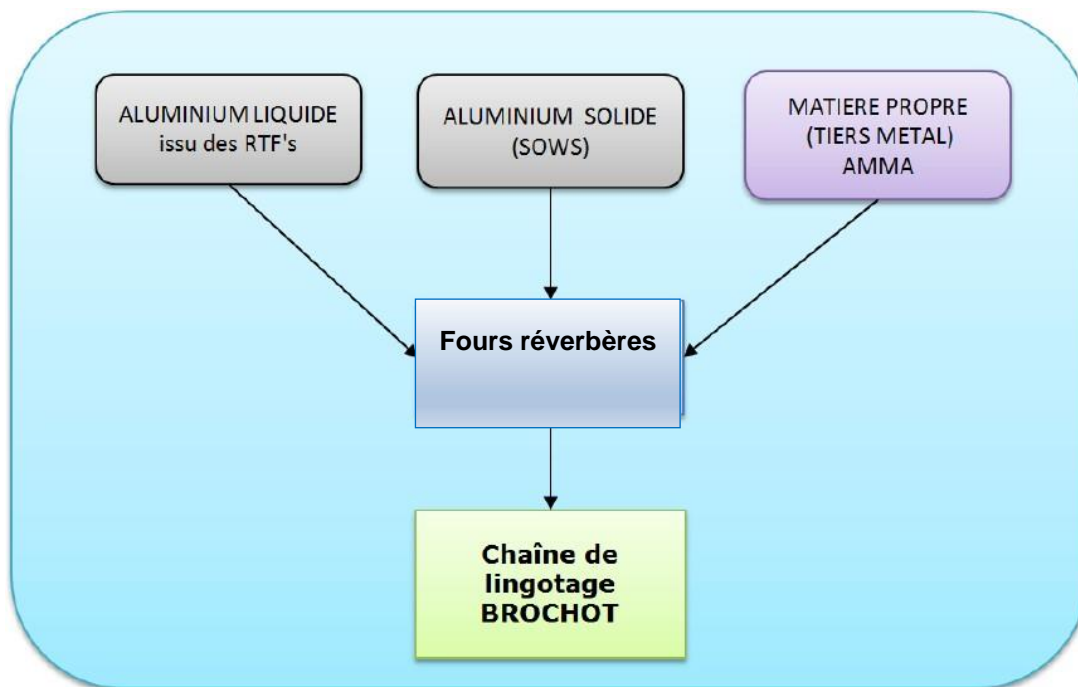 ALUMINIUM LIQUIDE
issu des RTF's
ALUMINIUM SOLIDE
(SOWS)
MATIERE PROPRE
(TIERS METAL)
AMMA
Fours réverbères
Chaîne de
lingotage
BROCHOT